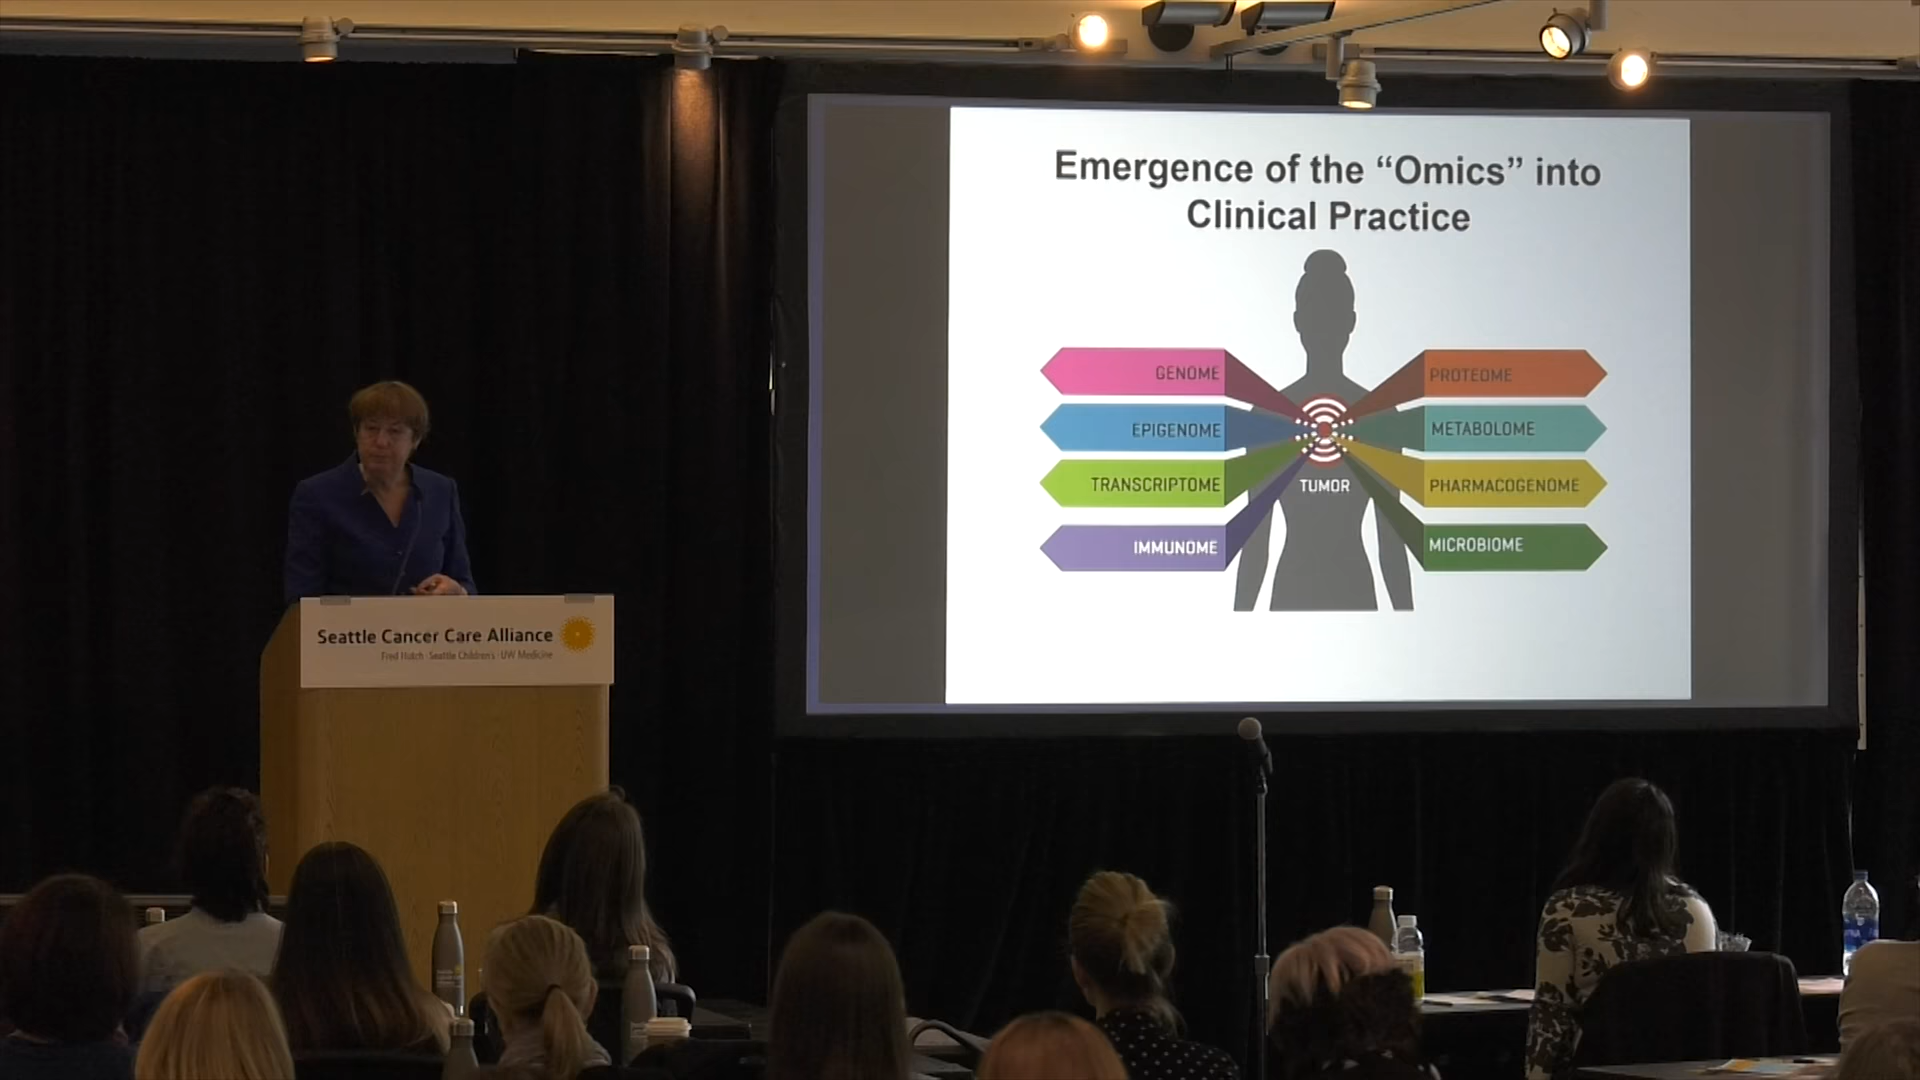 Emergence of the “Omics” into
Clinical Practice
GENOME
PROTEOME
EPIGENOME
METABOLOME
TRANSCRIPTOME
PHARMACOGENOME
TUMOR
IMMUNOME
MICROBIOME
Seattle Cancer Care Alliance
Fred Hutch · Seattle Children's · UW Medicine